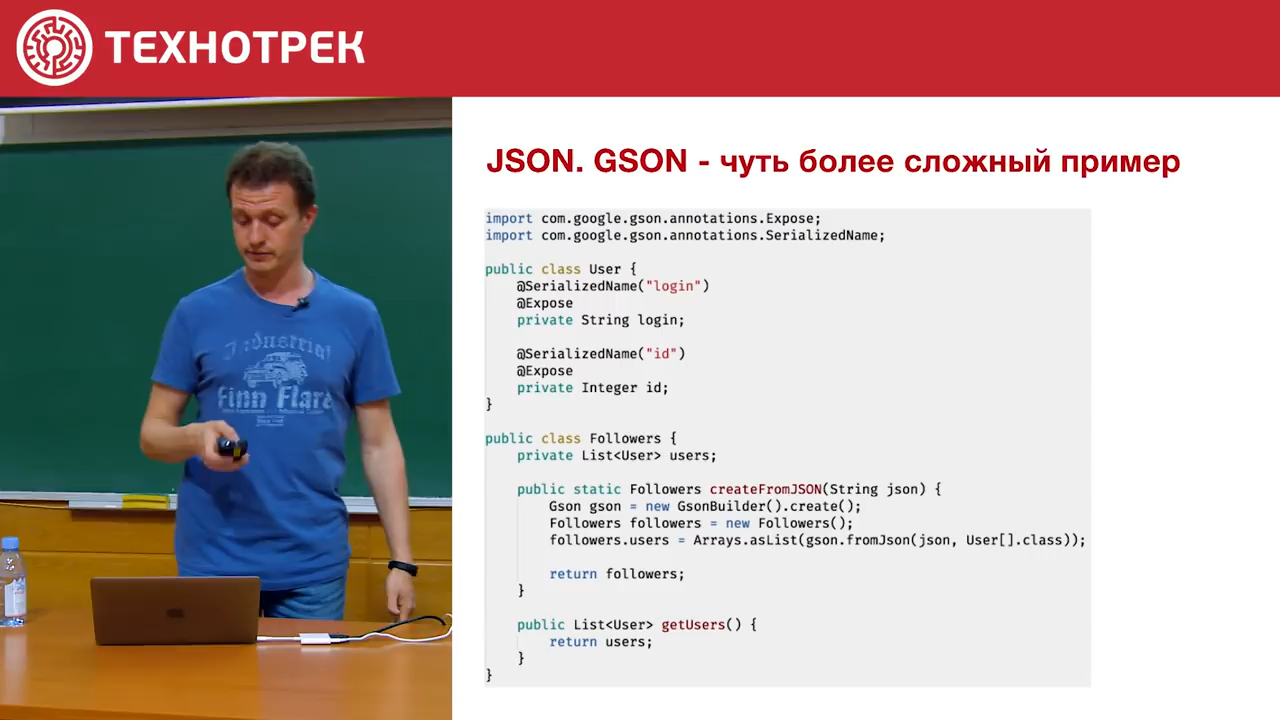 ТЕХНОТРЕК
JSON. GSON - чуть более сложный пример
import com.google.gson.annotations.Expose;
import com.google.gson.annotations.SerializedName;
public class User {
@SerializedName("login")
@Expose
private String login;
@SerializedName("id")
@Expose
private Integer id;
}
public class Followers {
private List<User> users;
public static Followers createFromJSON(String json) {
Gson gson = new GsonBuilder().create();
Followers followers = new Followers();
followers.users = Arrays.asList(gson.fromJson(json, User[].class));
return followers;
}
public List<User> getUsers() {
return users;
}
}
Industrial
Finn Flare